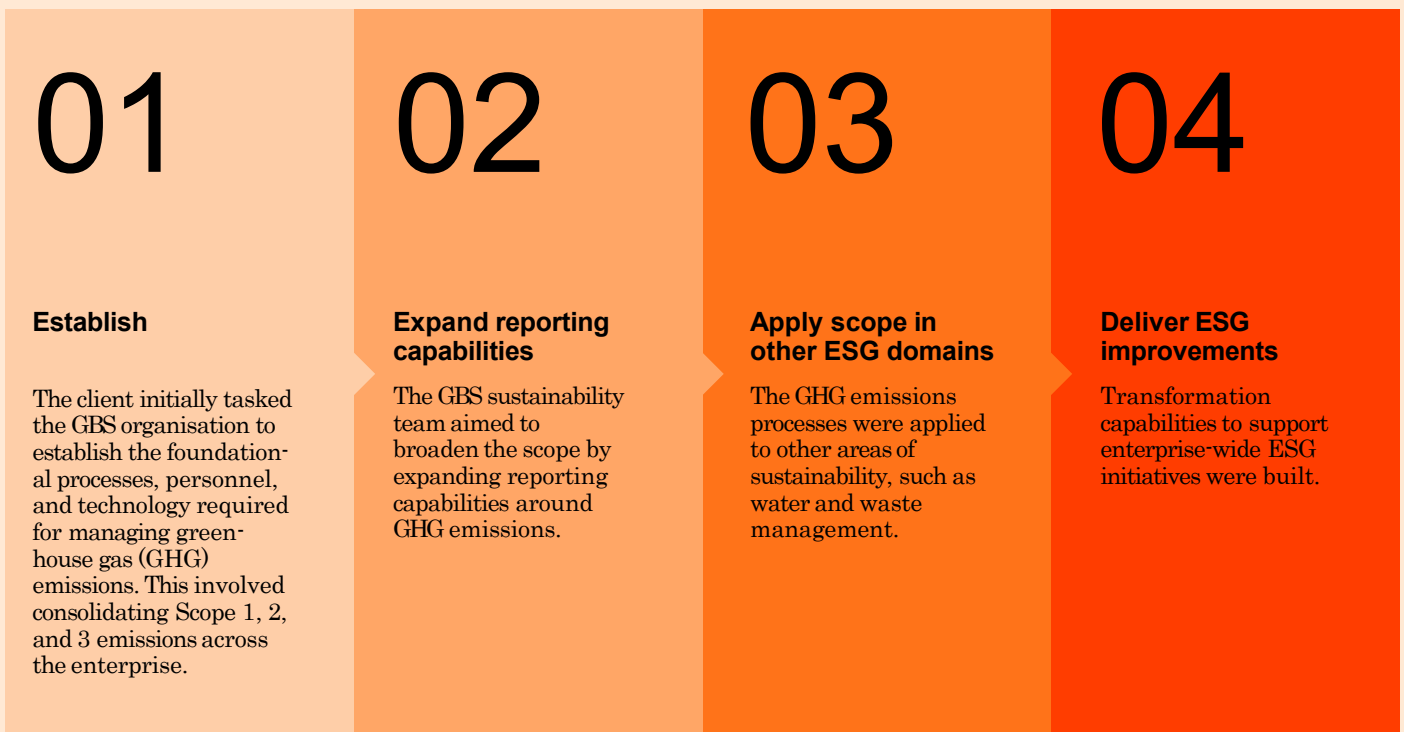 01
Establish
The client initially tasked
the GBS organisation to
establish the foundation-
al processes, personnel,
and technology required
for managing green-
house gas (GHG)
emissions. This involved
consolidating Scope 1, 2,
and 3 emissions across
the enterprise.
02
Expand reporting
capabilities
The GBS sustainability
team aimed to
broaden the scope by
expanding reporting
capabilities around
GHG emissions.
03
Apply scope in
other ESG domains
The GHG emissions
processes were applied
to other areas of
sustainability, such as
water and waste
management.
04
Deliver ESG
improvements
Transformation
capabilities to support
enterprise-wide ESG
initiatives were built.